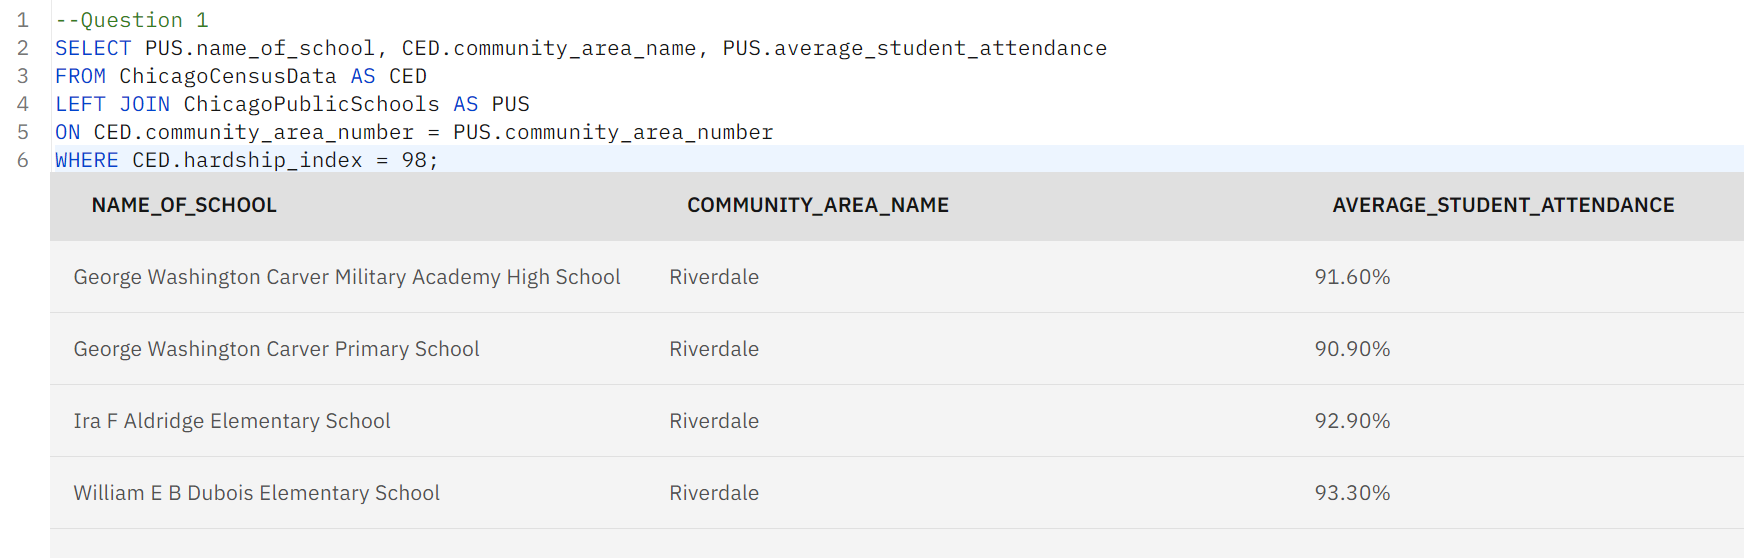 1 --Question 1
2 SELECT PUS.name_of_school, CED.community_area_name, PUS.average_student_attendance
3 FROM ChicagoCensusData AS CED
4 LEFT JOIN ChicagoPublicSchools AS PUS
5 ON CED.community_area_number = PUS.community_area_number
6 WHERE CED.hardship_index = 98;
NAME_OF_SCHOOL COMMUNITY_AREA_NAME AVERAGE_STUDENT_ATTENDANCE
George Washington Carver Military Academy High School Riverdale 91.60%
George Washington Carver Primary School Riverdale 90.90%
Ira F Aldridge Elementary School Riverdale 92.90%
William E B Dubois Elementary School Riverdale 93.30%